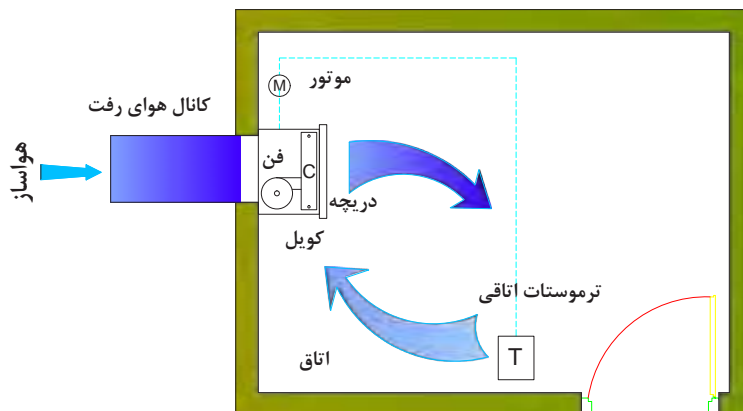 موتور
M
کانال هوای رفت
هواساز
فن
C
دریچه
کویل
ترموستات اتاقی
اتاق
T